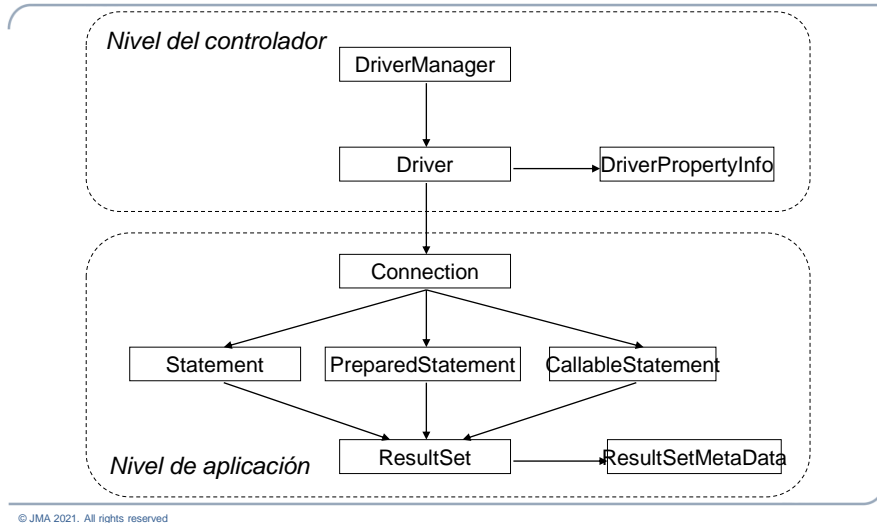 Nivel del controlador
DriverManager
Driver
DriverPropertyInfo
Connection
Statement
PreparedStatement
CallableStatement
ResultSet
ResultSetMetaData
Nivel de aplicación
© JMA 2021. All rights reserved